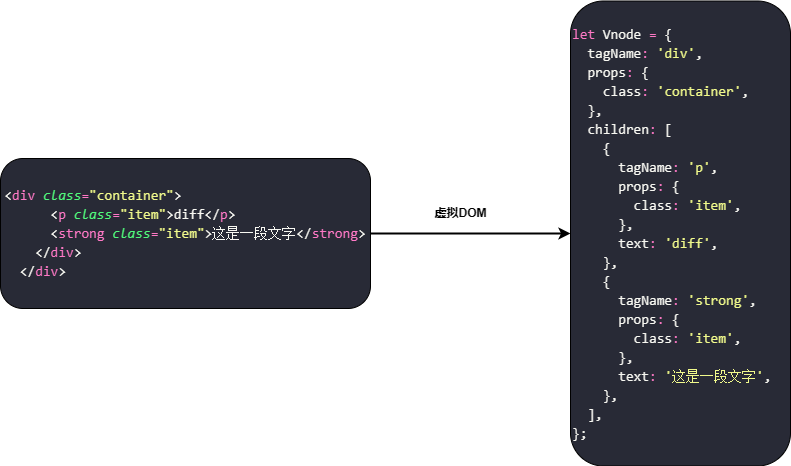 <div class="container">
<p class="item">diff</p>
<strong class="item">这是一段文字</strong>
</div>
</div>
虚拟DOM
let Vnode = {
tagName: 'div',
props: {
class: 'container',
},
children: [
{
tagName: 'p',
props: {
class: 'item',
},
text: 'diff',
},
{
tagName: 'strong',
props: {
class: 'item',
},
text: '这是一段文字',
},
],
};